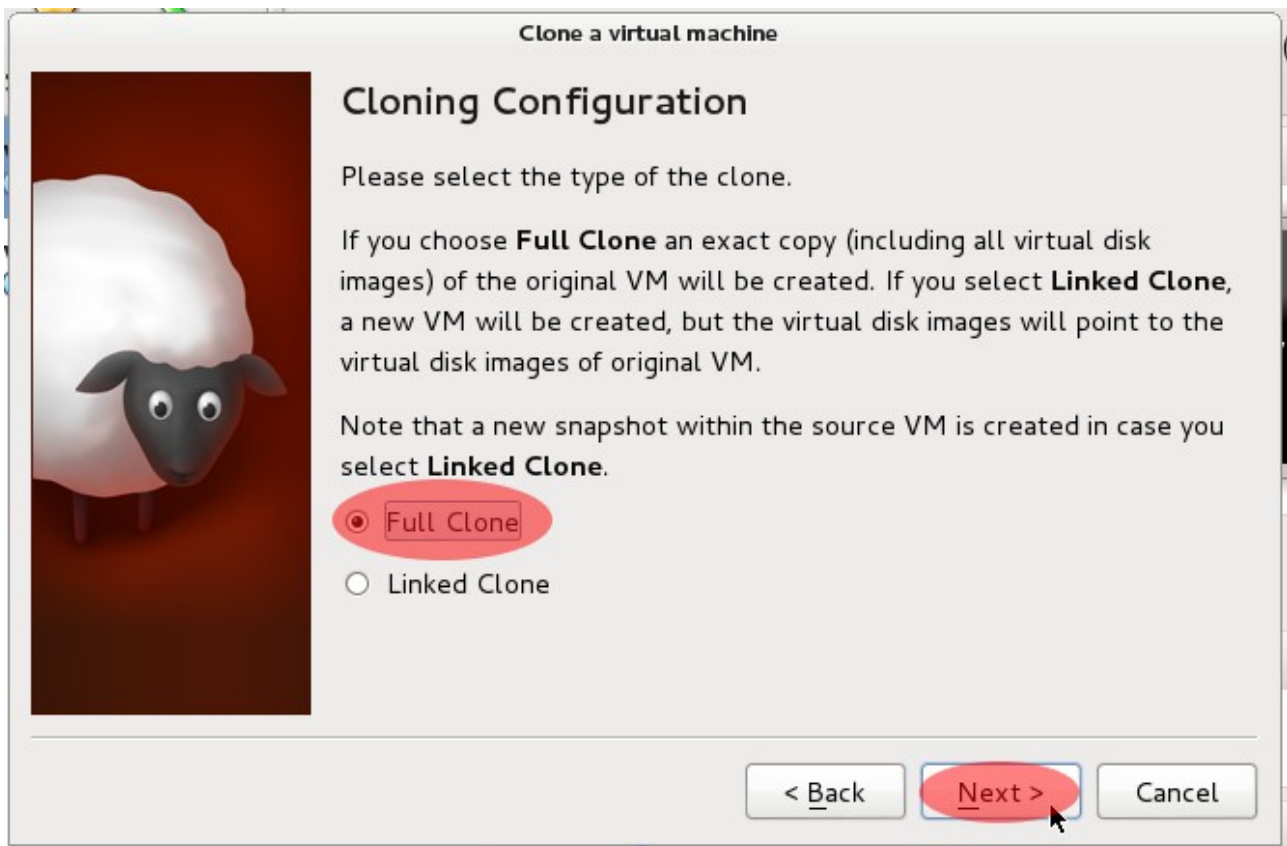 Clone a virtual machine
Cloning Configuration
Please select the type of the clone.
If you choose Full Clone an exact copy (including all virtual disk
images) of the original VM will be created. If you select Linked Clone,
a new VM will be created, but the virtual disk images will point to the
virtual disk images of original VM.
Note that a new snapshot within the source VM is created in case you
select Linked Clone.
Full Clone
Linked Clone
< Back Next > Cancel